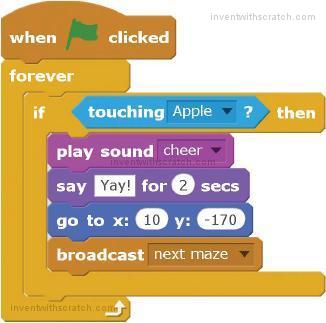 inventwithscratch.com
when clicked
forever
if touching Apple ? then
play sound cheer
inventwithscratch.com
say Yay! for 2 secs
go to x: 10 y: -170
broadcast next maze
inventwithscratch.com